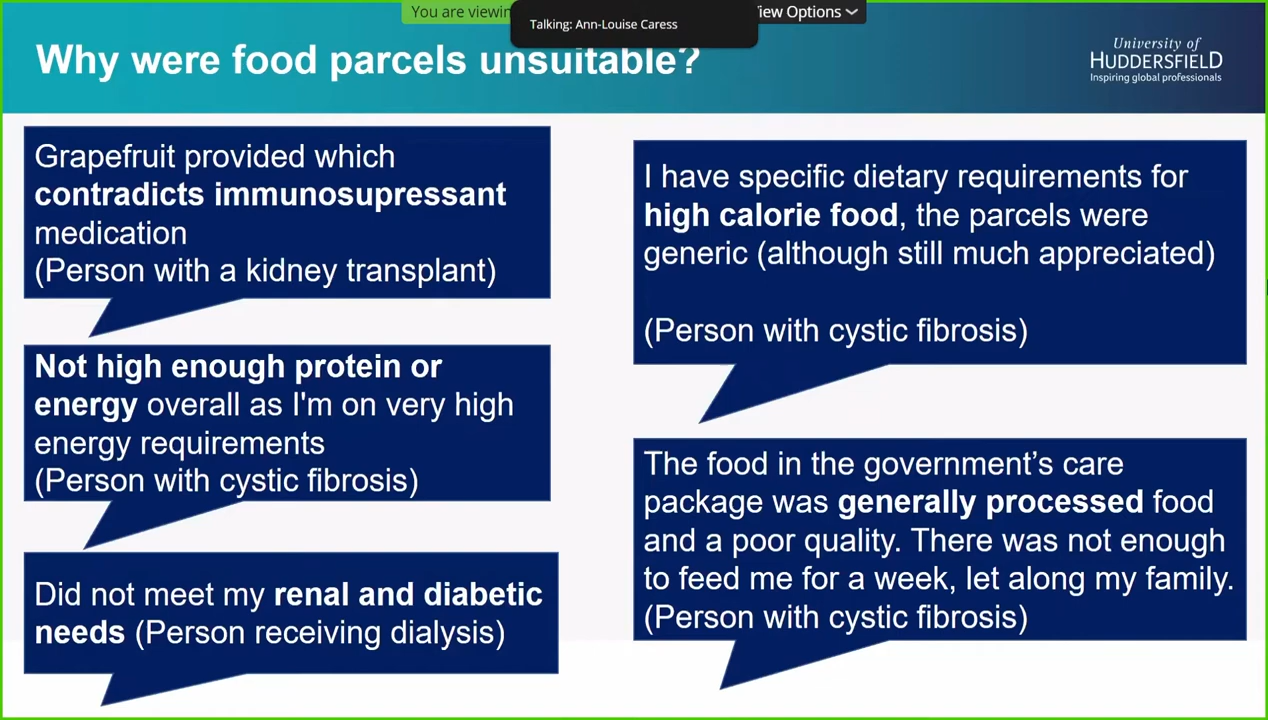 You are viewin
Talking: Ann-Louise Caress
iew Options
Why were food parcels unsuitable?
University of
HUDDERSFIELD
Inspiring global professionals
Grapefruit provided which
contradicts immunosupressant
medication
(Person with a kidney transplant)
Not high enough protein or
energy overall as I'm on very high
energy requirements
(Person with cystic fibrosis)
Did not meet my renal and diabetic
needs (Person receiving dialysis)
I have specific dietary requirements for
high calorie food, the parcels were
generic (although still much appreciated)
(Person with cystic fibrosis)
The food in the government’s care
package was generally processed food
and a poor quality. There was not enough
to feed me for a week, let along my family.
(Person with cystic fibrosis)